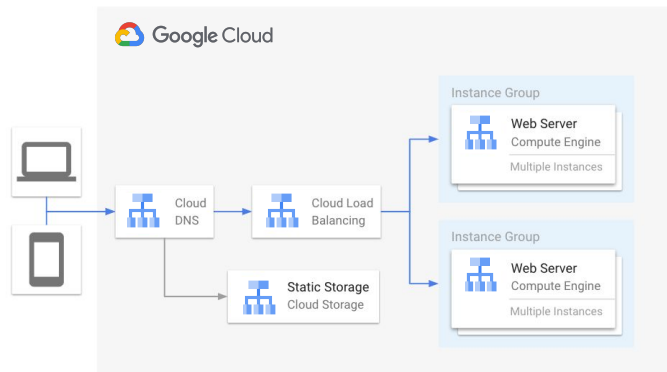 Google Cloud
Instance Group
Web Server
Compute Engine
Multiple Instances
Cloud
DNS
Cloud Load
Balancing
Instance Group
Web Server
Compute Engine
Multiple Instances
Static Storage
Cloud Storage